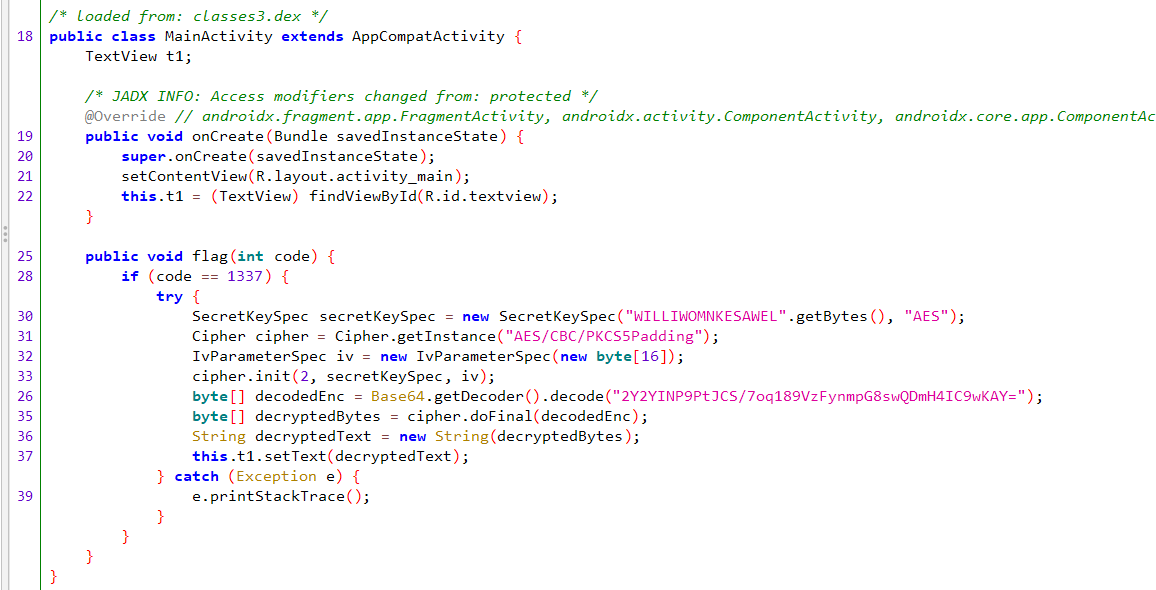 /* loaded from: classes3.dex */
18 public class MainActivity extends AppCompatActivity {
TextView t1;
/* JADX INFO: Access modifiers changed from: protected */
@Override // androidx.fragment.app.FragmentActivity, androidx.activity.ComponentActivity, androidx.core.app.ComponentAc
19 public void onCreate(Bundle savedInstanceState) {
20 super.onCreate(savedInstanceState);
21 setContentView(R.layout.activity_main);
22 this.t1 = (TextView) findViewById(R.id.textview);
}
25 public void flag(int code) {
28 if (code == 1337) {
try {
30 SecretKeySpec secretKeySpec = new SecretKeySpec("WILLIWOMNKESAWEL".getBytes(), "AES");
31 Cipher cipher = Cipher.getInstance("AES/CBC/PKCS5Padding");
32 IvParameterSpec iv = new IvParameterSpec(new byte[16]);
33 cipher.init(2, secretKeySpec, iv);
26 byte[] decodedEnc = Base64.getDecoder().decode("2Y2YINP9PtJCS/7oq189VzFynmpG8swQDmH4IC9wKAY=");
35 byte[] decryptedBytes = cipher.doFinal(decodedEnc);
36 String decryptedText = new String(decryptedBytes);
37 this.t1.setText(decryptedText);
} catch (Exception e) {
39 e.printStackTrace();
}
}
}
}